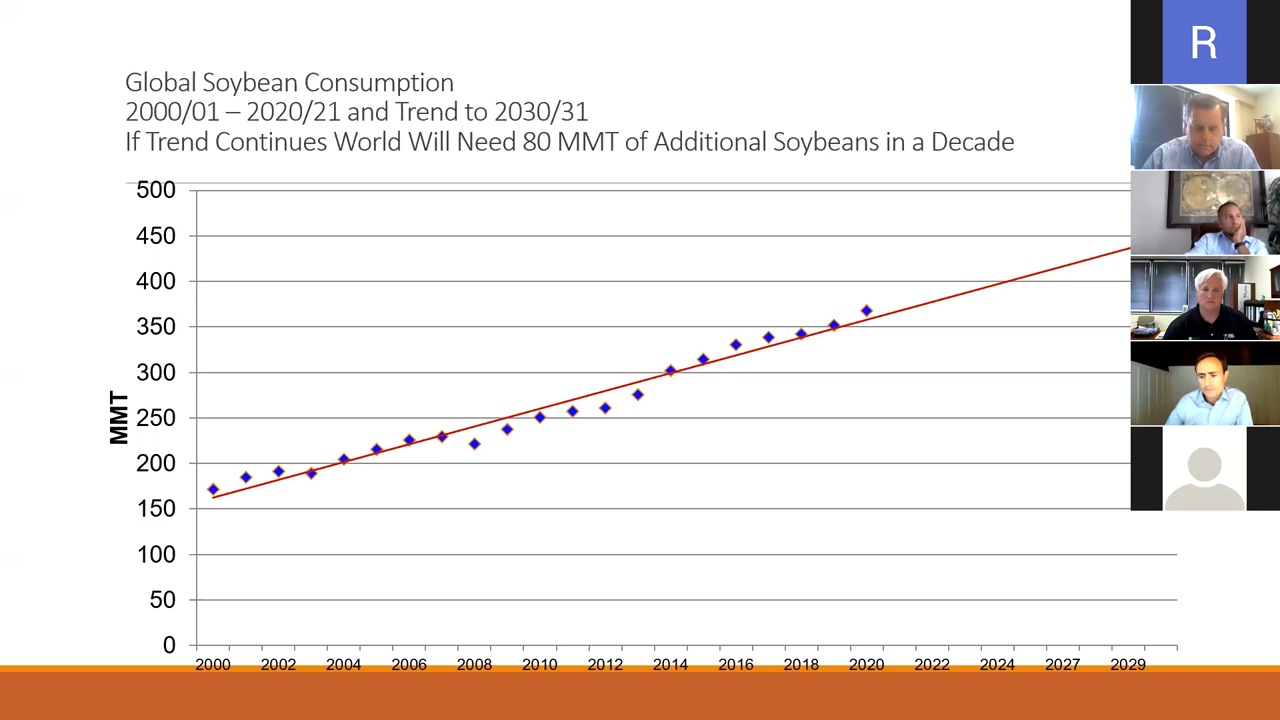 Global Soybean Consumption
2000/01 – 2020/21 and Trend to 2030/31
If Trend Continues World Will Need 80 MMT of Additional Soybeans in a Decade
R
500
450
400
350
300
250
200
150
100
50
0
MMT
2000 2002 2004 2006 2008 2010 2012 2014 2016 2018 2020 2022 2024 2027 2029